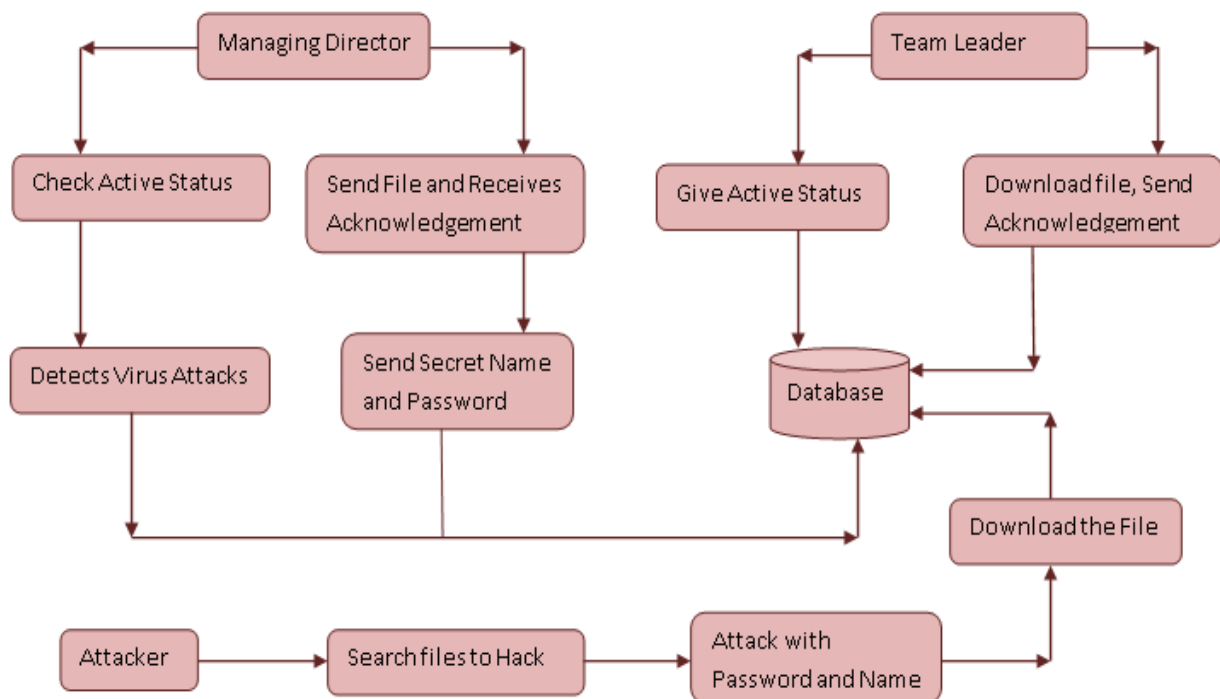 Managing Director
Team Leader
Check Active Status
Send File and Receives
Acknowledgement
Give Active Status
Download file, Send
Acknowledgement
Detects Virus Attacks
Send Secret Name
and Password
Database
Download the File
Attacker
Search files to Hack
Attack with
Password and Name